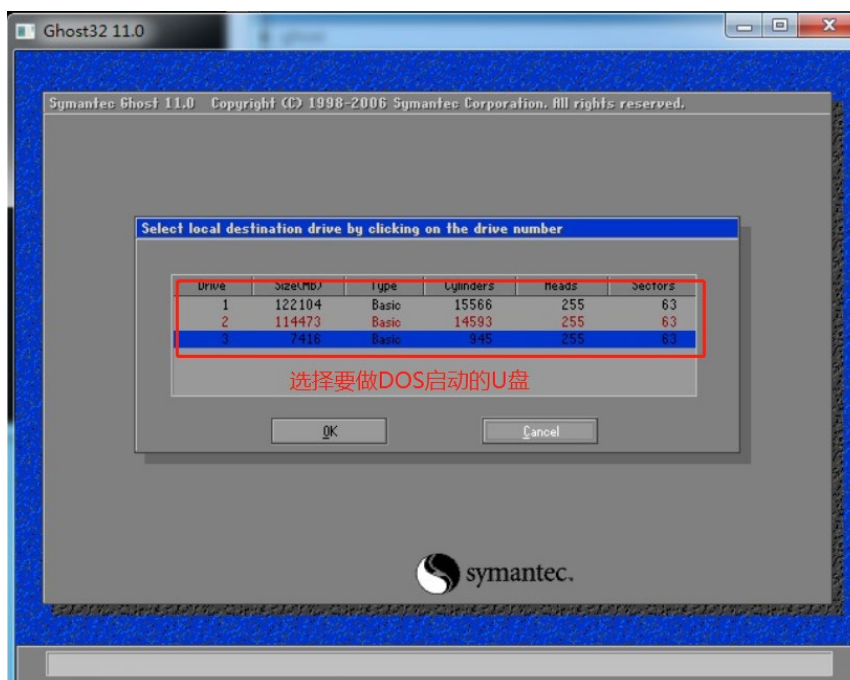 Ghost32 11.0
Symantec Ghost 11.0 Copyright (C) 1998-2006 Symantec Corporation. All rights reserved.
Select local destination drive by clicking on the drive number
Drive Size(MB) Type Cylinders Heads Sectors
1 122104 Basic 15566 255 63
2 114473 Basic 14593 255 63
3 7416 Basic 945 255 63
选择要做DOS启动的U盘
OK Cancel
symantec.